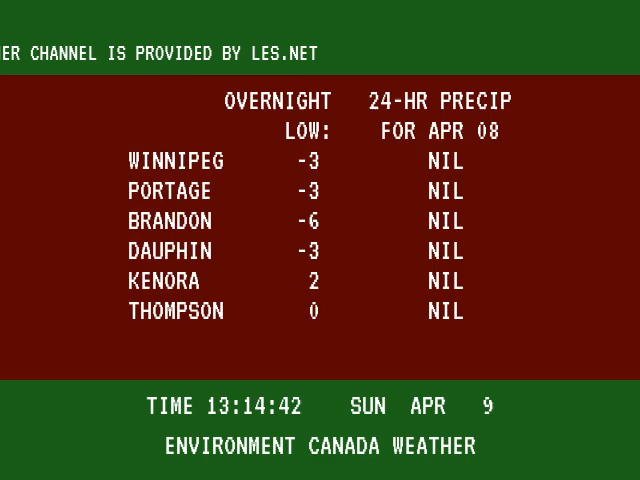 ER CHANNEL IS PROVIDED BY LES.NET
OVERNIGHT 24-HR PRECIP
LOW: FOR APR 08
WINNIPEG -3 NIL
PORTAGE -3 NIL
BRANDON -6 NIL
DAUPHIN -3 NIL
KENORA 2 NIL
THOMPSON 0 NIL
TIME 13:14:42 SUN APR 9
ENVIRONMENT CANADA WEATHER